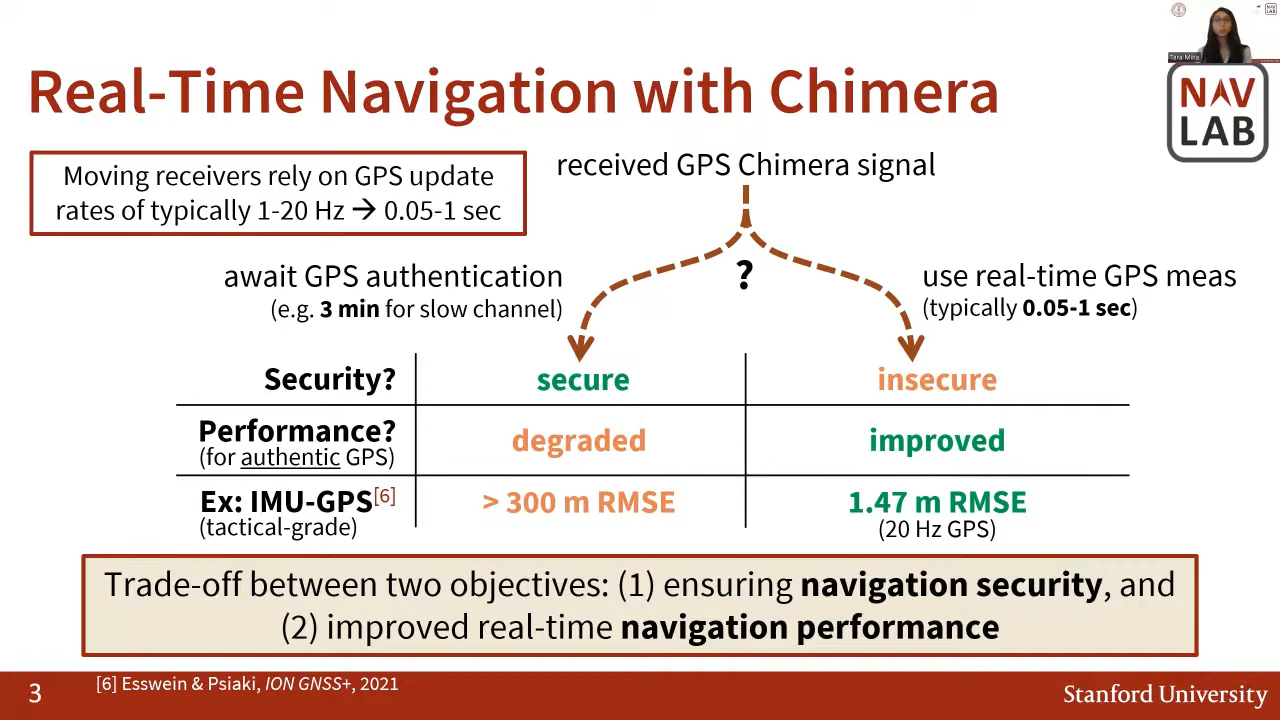 Real-Time Navigation with Chimera
Tara Mina
NAV
LAB
Moving receivers rely on GPS update
rates of typically 1-20 Hz → 0.05-1 sec
received GPS Chimera signal
await GPS authentication
(e.g. 3 min for slow channel)
?
use real-time GPS meas
(typically 0.05-1 sec)
Security?
secure
insecure
Performance?
(for authentic GPS)
degraded
improved
Ex: IMU-GPS[6]
(tactical-grade)
> 300 m RMSE
1.47 m RMSE
(20 Hz GPS)
Trade-off between two objectives: (1) ensuring navigation security, and
(2) improved real-time navigation performance
3
[6] Esswein & Psiaki, ION GNSS+, 2021
Stanford University